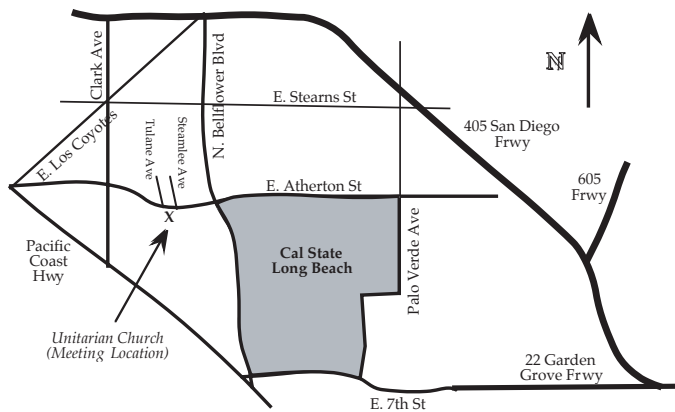 Clark Ave
N. Bellflower Blvd
N
E. Stearns St
E. Los Coyotes
Tulane Ave
Steamlee Ave
405 San Diego
Frwy
605
Frwy
E. Atherton St
X
Pacific
Coast
Hwy
Cal State
Long Beach
Palo Verde Ave
Unitarian Church
(Meeting Location)
22 Garden
Grove Frwy
E. 7th St